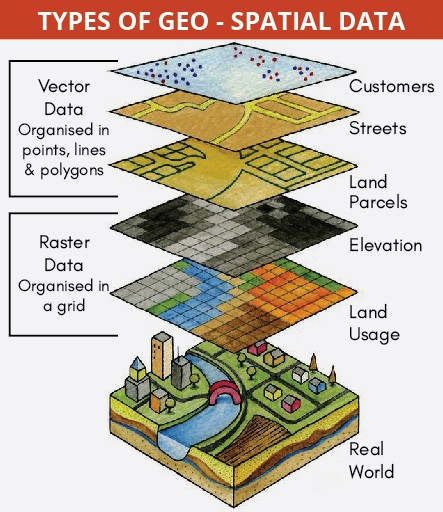 TYPES OF GEO - SPATIAL DATA
Vector
Data
Organised in
points, lines
& polygons
Customers
Streets
Land
Parcels
Raster
Data
Organised in
a grid
Elevation
Land
Usage
Real
World